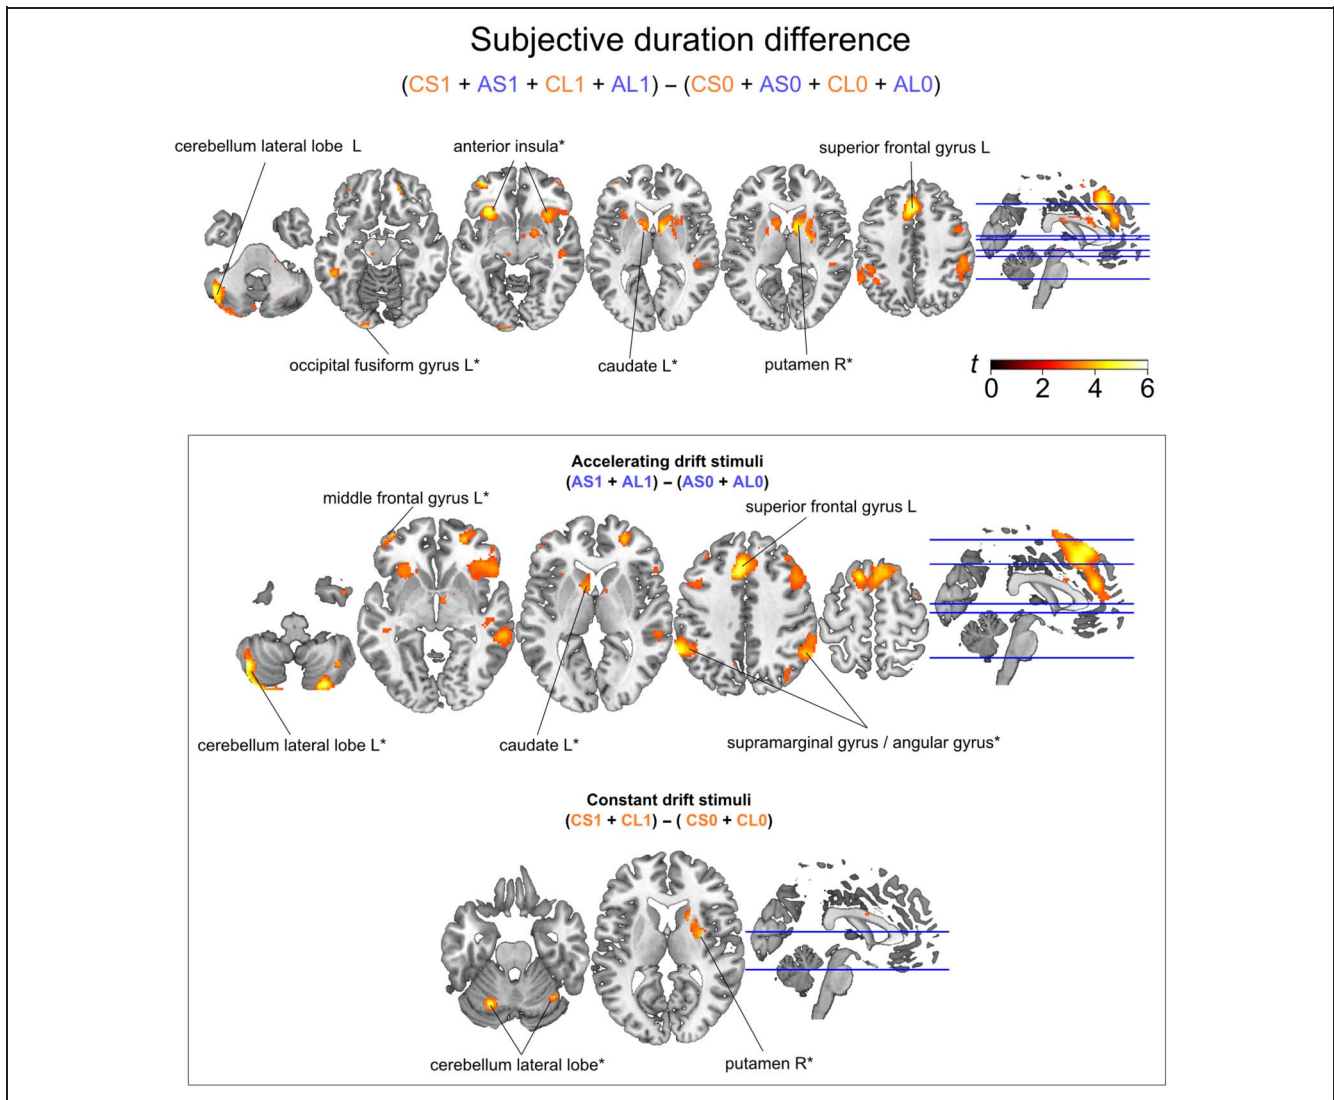 Subjective duration difference
(CS1 + AS1 + CL1 + AL1) – (CS0 + AS0 + CL0 + AL0)
cerebellum lateral lobe L
anterior insula*
superior frontal gyrus L
occipital fusiform gyrus L*
caudate L*
putamen R*
t
0 2 4 6
Accelerating drift stimuli
(AS1 + AL1) – (AS0 + AL0)
middle frontal gyrus L*
superior frontal gyrus L
cerebellum lateral lobe L*
caudate L*
supramarginal gyrus / angular gyrus*
Constant drift stimuli
(CS1 + CL1) – ( CS0 + CL0)
cerebellum lateral lobe*
putamen R*